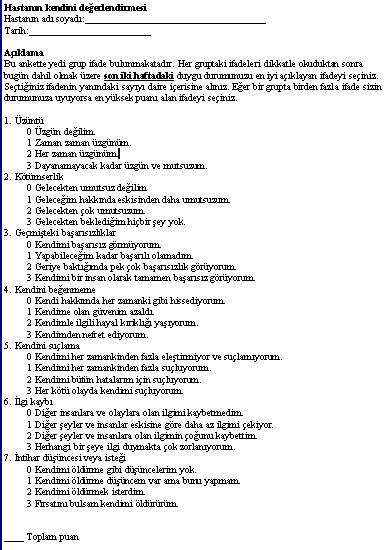 Hastanın kendini değerlendirmesi
Hastanın adı soyadı:________________________________________
Tarih:___________________________
Açıklama
Bu ankette yedi grup ifade bulunmakatadır. Her gruptaki ifadeleri dikkatle okuduktan sonra
bugün dahil olmak üzere son iki haftadaki duygu durumunuzu en iyi açıklayan ifadeyi seçiniz.
Seçtiğiniz ifadenin yanındaki sayıyı daire içerisine alınız. Eğer bir grupta birden fazla ifade sizin
durumunuza uyuyorsa en yüksek puanı alan ifadeyi seçiniz.
1. Üzüntü
0 Üzgün değilim.
1 Zaman zaman üzgünüm.
2 Her zaman üzgünüm.
3 Dayanamayacak kadar üzgün ve mutsuzum.
2. Kötümserlik
0 Gelecekten umutsuz değilim
1 Geleceğim hakkında eskisinden daha umutsuzum.
2 Gelecekten çok umutsuzum.
3 Gelecekten beklediğim hiçbir şey yok.
3. Geçmişteki başarısızlıklar
0 Kendimi başarısız görmüyorum.
1 Yapabileceğim kadar başarılı olamadım.
2 Geriye baktığımda pek çok başarısızlık görüyorum.
3 Kendimi bir insan olarak tamamen başarısız görüyorum.
4. Kendini beğenmeme
0 Kendi hakkımda her zamanki gibi hissediyorum.
1 Kendime olan güvenim azaldı.
2 Kendimle ilgili hayal kırıklığı yaşıyorum.
3 Kendimden nefret ediyorum.
5. Kendini suçlama
0 Kendimi her zamankinden fazla eleştirmiyor ve suçlamıyorum.
1 Kendimi her zamankinden fazla suçluyorum.
2 Kendimi bütün hatalarım için suçluyorum.
3 Her kötü olayda kendimi suçluyorum.
6. İlgi kaybı
0 Diğer insanlara ve olaylara olan ilgimi kaybetmedim.
1 Diğer şeyler ve insanlar eskisine göre daha az ilgimi çekiyor.
2 Diğer şeyler ve insanlara olan ilgimin çoğunu kaybettim.
3 Herhangi bir şeye ilgi duymakta çok zorlanıyorum.
7. İntihar düşüncesi veya isteği
0 Kendimi öldürme gibi düşüncelerim yok.
1 Kendimi öldürme düşüncem var ama bunu yapmam.
2 Kendimi öldürmek isterdim.
3 Fırsatını bulsam kendimi öldürürüm.
____ Toplam puan